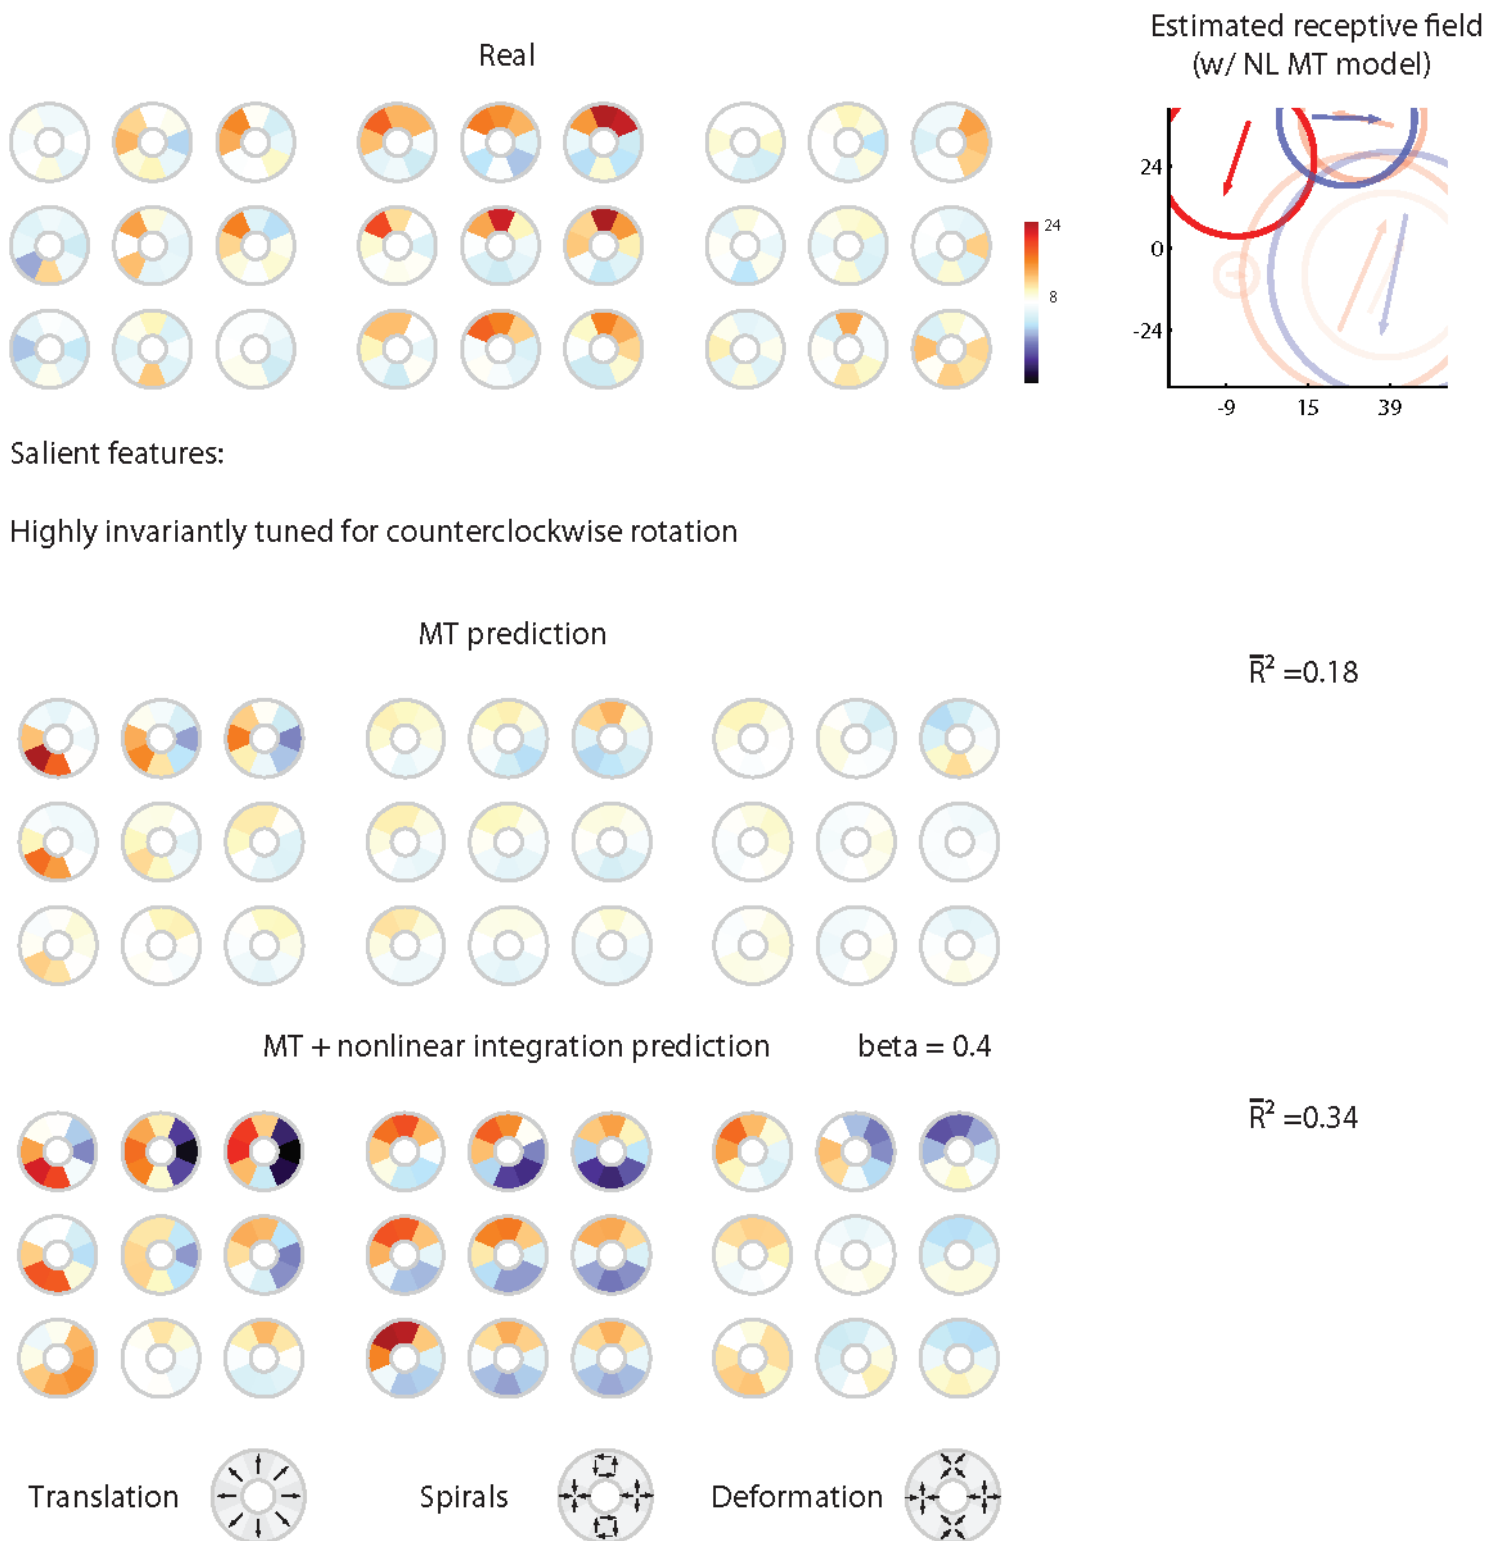 Estimated receptive field
(w/ NL MT model)
Real
24
8
24
0
-24
-9 15 39
Salient features:
Highly invariantly tuned for counterclockwise rotation
MT prediction
R̅² =0.18
MT + nonlinear integration prediction beta = 0.4
R̅² =0.34
Translation Spirals Deformation